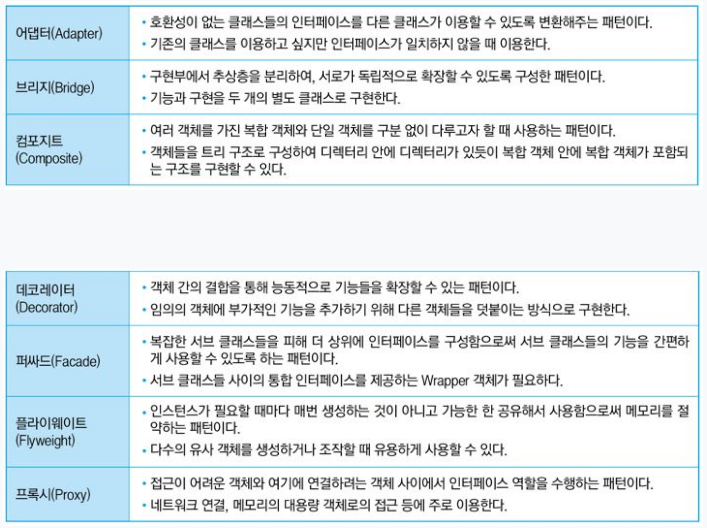 어댑터(Adapter)
• 호환성이 없는 클래스들의 인터페이스를 다른 클래스가 이용할 수 있도록 변환해주는 패턴이다.
• 기존의 클래스를 이용하고 싶지만 인터페이스가 일치하지 않을 때 이용한다.
브리지(Bridge)
• 구현부에서 추상층을 분리하여, 서로가 독립적으로 확장할 수 있도록 구성한 패턴이다.
• 기능과 구현을 두 개의 별도 클래스로 구현한다.
컴포지트
(Composite)
• 여러 객체를 가진 복합 객체와 단일 객체를 구분 없이 다루고자 할 때 사용하는 패턴이다.
• 객체들을 트리 구조로 구성하여 디렉터리 안에 디렉터리가 있듯이 복합 객체 안에 복합 객체가 포함되
는 구조를 구현할 수 있다.
데코레이터
(Decorator)
• 객체 간의 결합을 통해 능동적으로 기능들을 확장할 수 있는 패턴이다.
• 임의의 객체에 부가적인 기능을 추가하기 위해 다른 객체들을 덧붙이는 방식으로 구현한다.
퍼싸드(Facade)
• 복잡한 서브 클래스들을 피해 더 상위에 인터페이스를 구성함으로써 서브 클래스들의 기능을 간편하
게 사용할 수 있도록 하는 패턴이다.
• 서브 클래스들 사이의 통합 인터페이스를 제공하는 Wrapper 객체가 필요하다.
플라이웨이트
(Flyweight)
• 인스턴스가 필요할 때마다 매번 생성하는 것이 아니고 가능한 한 공유해서 사용함으로써 메모리를 절
약하는 패턴이다.
• 다수의 유사 객체를 생성하거나 조작할 때 유용하게 사용할 수 있다.
프록시(Proxy)
• 접근이 어려운 객체와 여기에 연결하려는 객체 사이에서 인터페이스 역할을 수행하는 패턴이다.
• 네트워크 연결, 메모리의 대용량 객체로의 접근 등에 주로 이용한다.